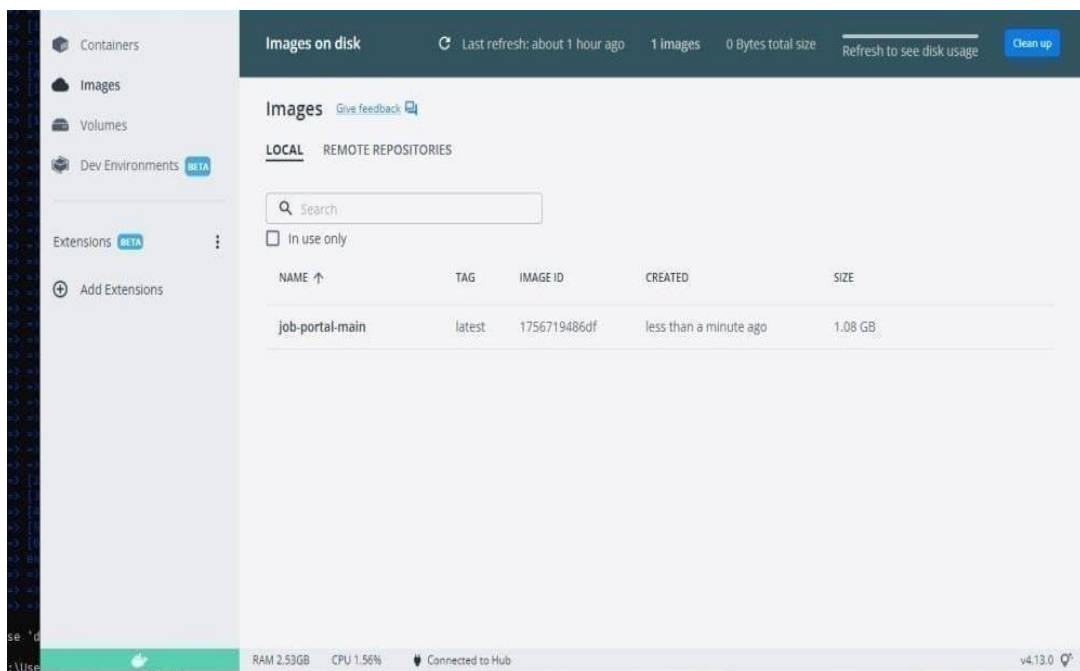 Containers
Images
Volumes
Dev Environments BETA
Extensions BETA
Add Extensions
Images on disk Last refresh: about 1 hour ago 1 images 0 Bytes total size Refresh to see disk usage Clean up
Images Give feedback
LOCAL REMOTE REPOSITORIES
Search
In use only
NAME TAG IMAGE ID CREATED SIZE
job-portal-main latest 1756719486df less than a minute ago 1.08 GB
se 'd
:\Use
RAM 2.53GB CPU 1.56% Connected to Hub v4.13.0